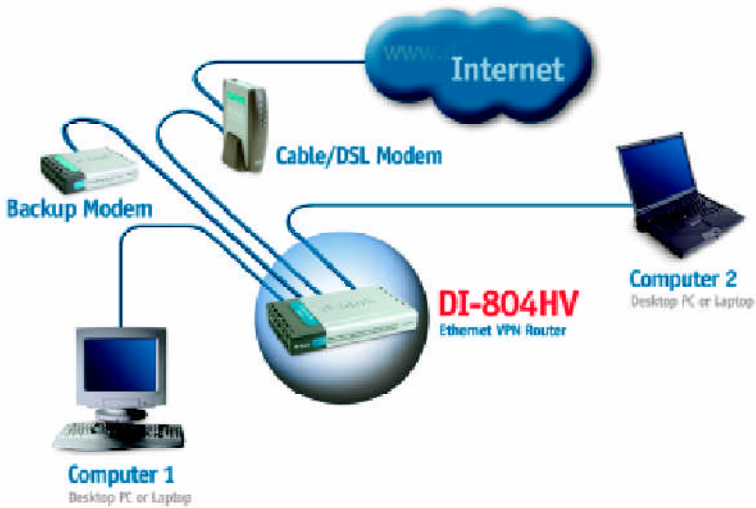 www.
Internet
Cable/DSL Modem
Backup Modem
Computer 2
Desktop PC or Laptop
DI-804HV
Ethernet VPN Router
Computer 1
Desktop PC or Laptop